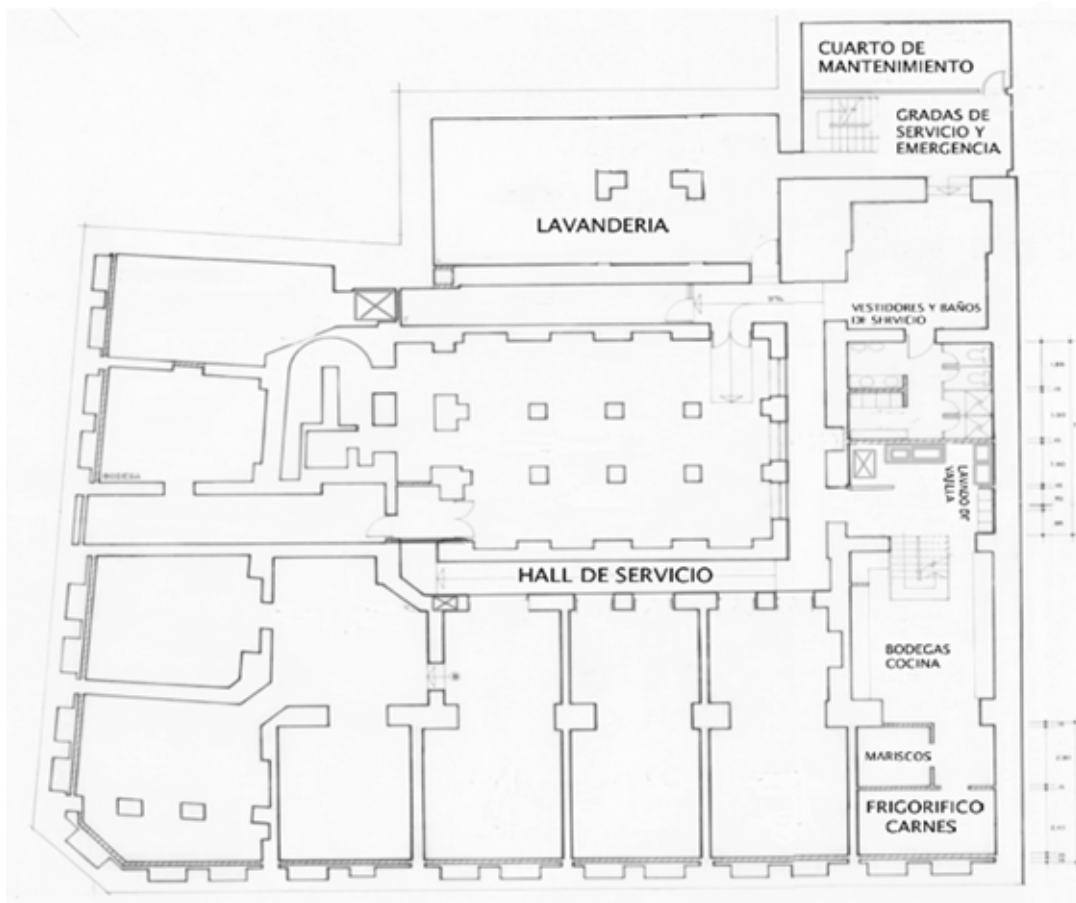 CUARTO DE
MANTENIMIENTO
GRADAS DE
SERVICIO Y
EMERGENCIA
LAVANDERIA
VESTIDORES Y BAÑOS
DE SERVICIO
BODEGA
LAVADO DE
VAJILLA
HALL DE SERVICIO
BODEGAS
COCINA
MARISCOS
FRIGORIFICO
CARNES